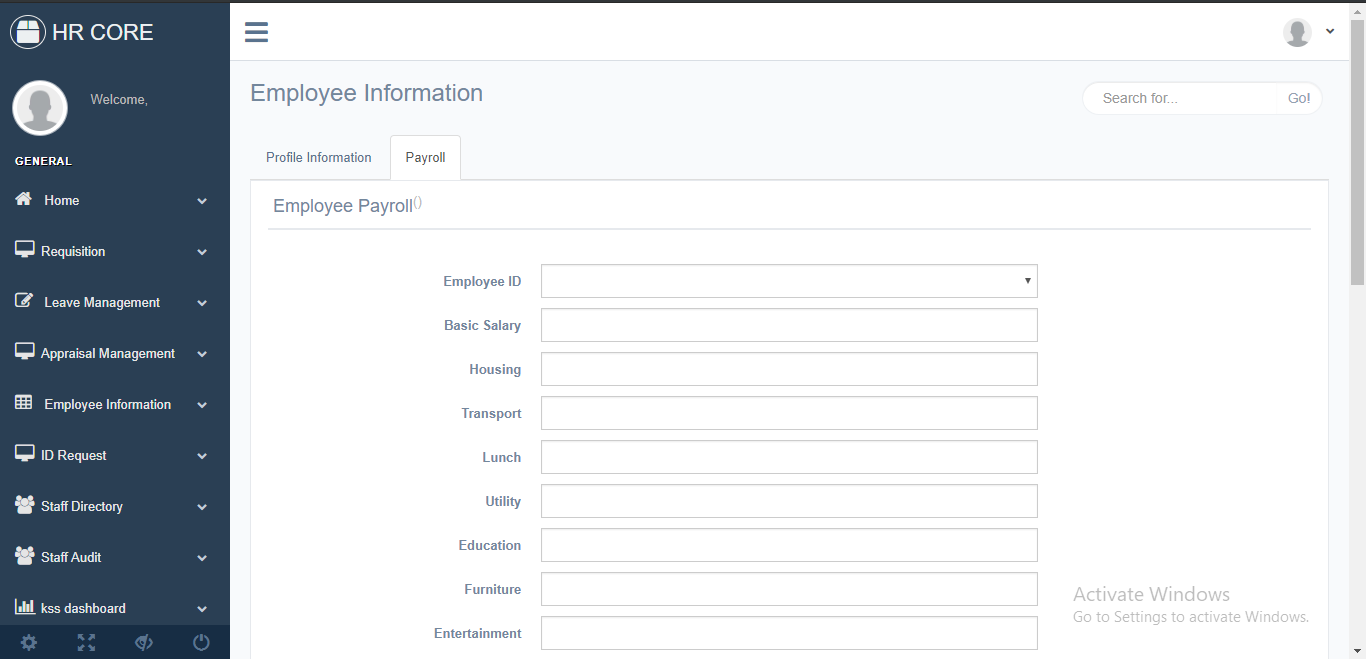 HR CORE
Welcome,
GENERAL
Home
Requisition
Leave Management
Appraisal Management
Employee Information
ID Request
Staff Directory
Staff Audit
kss dashboard
Employee Information
Search for...
Go!
Profile Information
Payroll
Employee Payroll()
Employee ID
Basic Salary
Housing
Transport
Lunch
Utility
Education
Furniture
Entertainment
Activate Windows
Go to Settings to activate Windows.